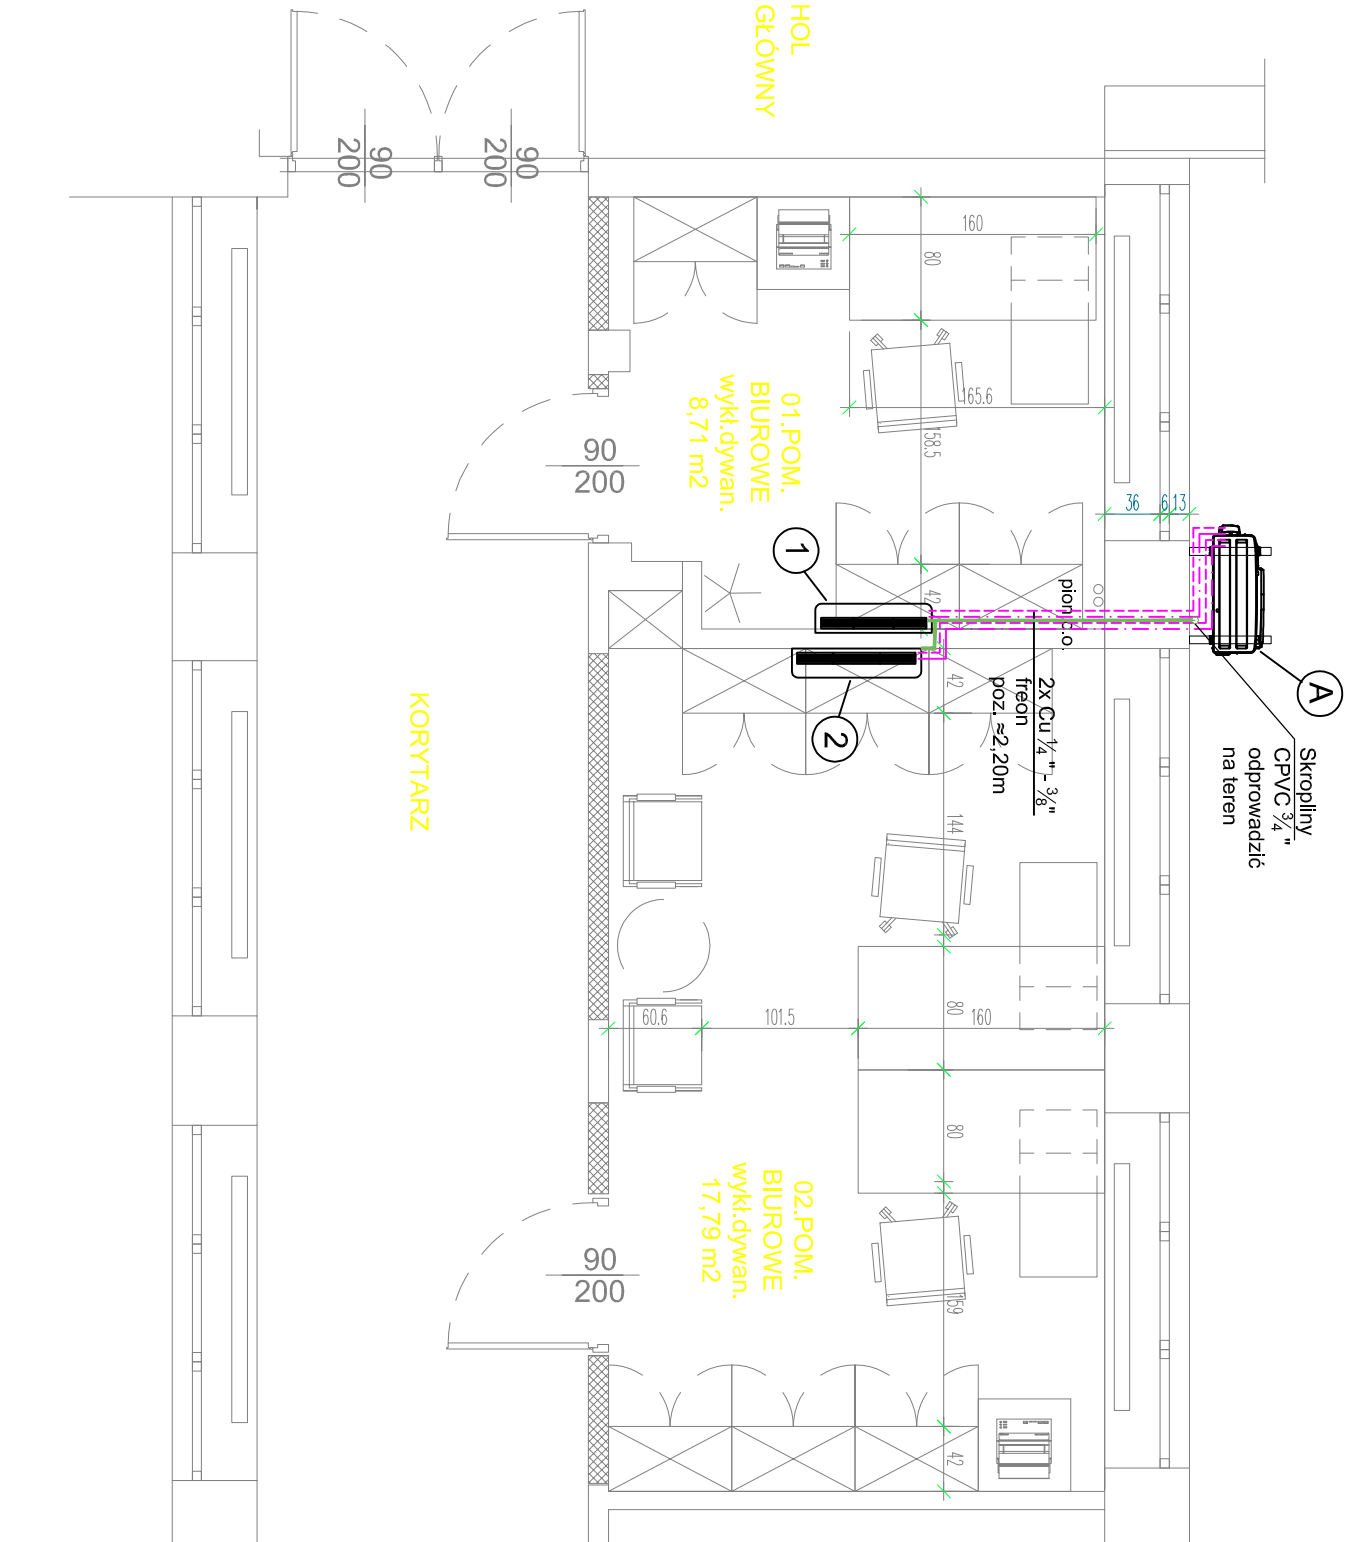 HOL
GŁÓWNY
90
200
90
200
160
80
165.6
158.5
01.POM.
BIUROWE
wykł.dywan.
8,71 m2
90
200
36
6
13
1
42
pion c.o.
A
2
42
2x Cu ¼" - ⅜"
freon
poz. ≈2,20m
Skropliny
CPVC ¾"
odprowadzić
na teren
KORYTARZ
144
80
60.6
101.5
160
80
02.POM.
BIUROWE
wykł.dywan.
17,79 m2
90
200
159
42